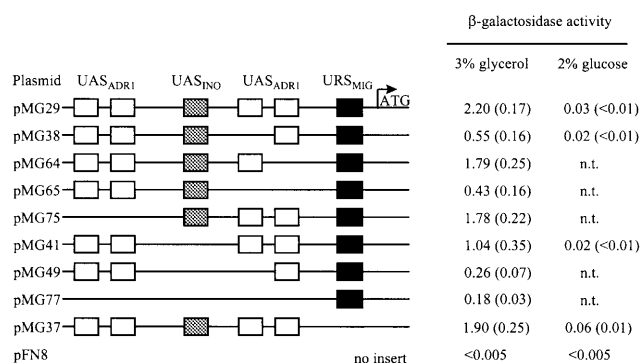 β-galactosidase activity
3% glycerol 2% glucose
Plasmid UAS_ADR1 UAS_INO UAS_ADR1 URS_MIG
pMG29 ATG 2.20 (0.17) 0.03 (<0.01)
pMG38 0.55 (0.16) 0.02 (<0.01)
pMG64 1.79 (0.25) n.t.
pMG65 0.43 (0.16) n.t.
pMG75 1.78 (0.22) n.t.
pMG41 1.04 (0.35) 0.02 (<0.01)
pMG49 0.26 (0.07) n.t.
pMG77 0.18 (0.03) n.t.
pMG37 1.90 (0.25) 0.06 (0.01)
pFN8 no insert <0.005 <0.005